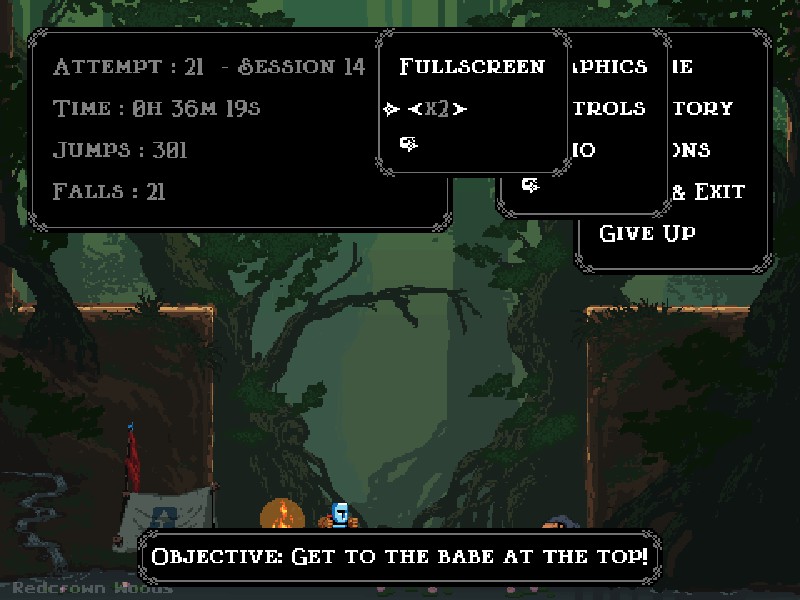 Attempt : 21 - Session 14
Time : 0h 36m 19s
Jumps : 301
Falls : 21
Fullscreen
<x2>
aphics
trols
io
ie
tory
ons
& Exit
Give Up
Objective: Get to the babe at the top!
Redcrown Woods